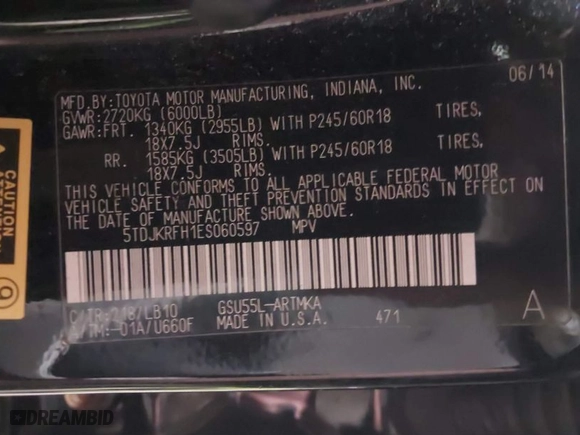 MFD.BY:TOYOTA MOTOR MANUFACTURING, INDIANA, INC. 06/14
GVWR:2720KG (6000LB)
GAWR:FRT. 1340KG (2955LB) WITH P245/60R18 TIRES,
18X7.5J RIMS.
RR. 1585KG (3505LB) WITH P245/60R18 TIRES,
18X7.5J RIMS.
THIS VEHICLE CONFORMS TO ALL APPLICABLE FEDERAL MOTOR
VEHICLE SAFETY AND THEFT PREVENTION STANDARDS IN EFFECT ON
THE DATE OF MANUFACTURE SHOWN ABOVE.
5TDJKRFH1ES060597 MPV
C/TR:218/LB10 GSU55L-ARTMKA
A/TM:-01A/U660F MADE IN U.S.A. 471 A
CAUTION
DREAMBID